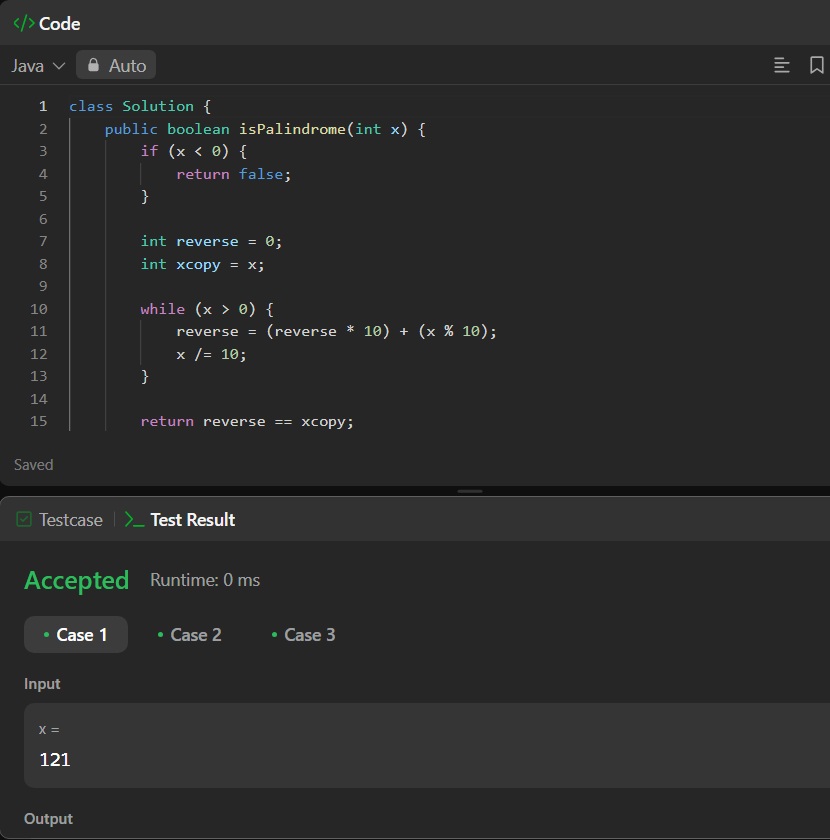 </> Code
Java Auto
1 class Solution {
2     public boolean isPalindrome(int x) {
3         if (x < 0) {
4             return false;
5         }
6
7         int reverse = 0;
8         int xcopy = x;
9
10         while (x > 0) {
11             reverse = (reverse * 10) + (x % 10);
12             x /= 10;
13         }
14
15         return reverse == xcopy;
Saved
Testcase | >_ Test Result
Accepted Runtime: 0 ms
• Case 1 • Case 2 • Case 3
Input
x =
121
Output